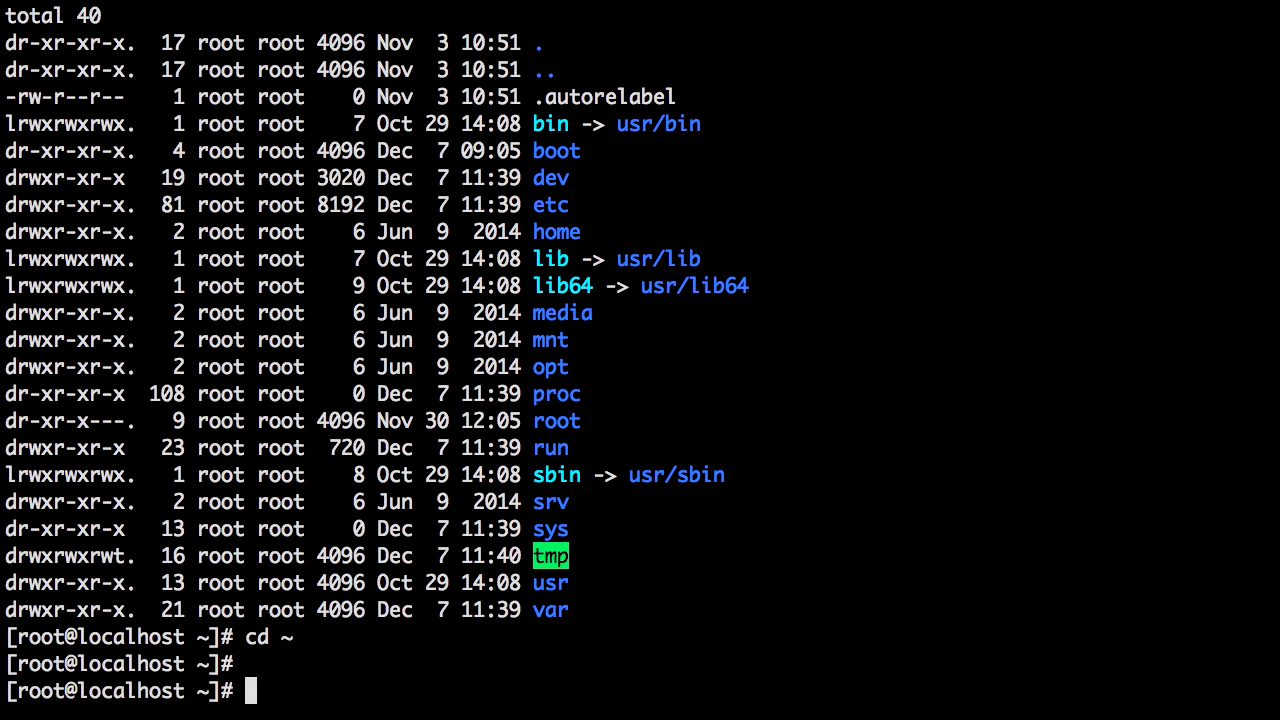 total 40
dr-xr-xr-x.  17 root root 4096 Nov  3 10:51 .
dr-xr-xr-x.  17 root root 4096 Nov  3 10:51 ..
-rw-r--r--    1 root root    0 Nov  3 10:51 .autorelabel
lrwxrwxrwx.   1 root root    7 Oct 29 14:08 bin -> usr/bin
dr-xr-xr-x.   4 root root 4096 Dec  7 09:05 boot
drwxr-xr-x   19 root root 3020 Dec  7 11:39 dev
drwxr-xr-x.  81 root root 8192 Dec  7 11:39 etc
drwxr-xr-x.   2 root root    6 Jun  9  2014 home
lrwxrwxrwx.   1 root root    7 Oct 29 14:08 lib -> usr/lib
lrwxrwxrwx.   1 root root    9 Oct 29 14:08 lib64 -> usr/lib64
drwxr-xr-x.   2 root root    6 Jun  9  2014 media
drwxr-xr-x.   2 root root    6 Jun  9  2014 mnt
drwxr-xr-x.   2 root root    6 Jun  9  2014 opt
dr-xr-xr-x  108 root root    0 Dec  7 11:39 proc
dr-xr-x---.   9 root root 4096 Nov 30 12:05 root
drwxr-xr-x   23 root root  720 Dec  7 11:39 run
lrwxrwxrwx.   1 root root    8 Oct 29 14:08 sbin -> usr/sbin
drwxr-xr-x.   2 root root    6 Jun  9  2014 srv
dr-xr-xr-x   13 root root    0 Dec  7 11:39 sys
drwxrwxrwt.  16 root root 4096 Dec  7 11:40 tmp
drwxr-xr-x.  13 root root 4096 Oct 29 14:08 usr
drwxr-xr-x.  21 root root 4096 Dec  7 11:39 var
[root@localhost ~]# cd ~
[root@localhost ~]#
[root@localhost ~]#